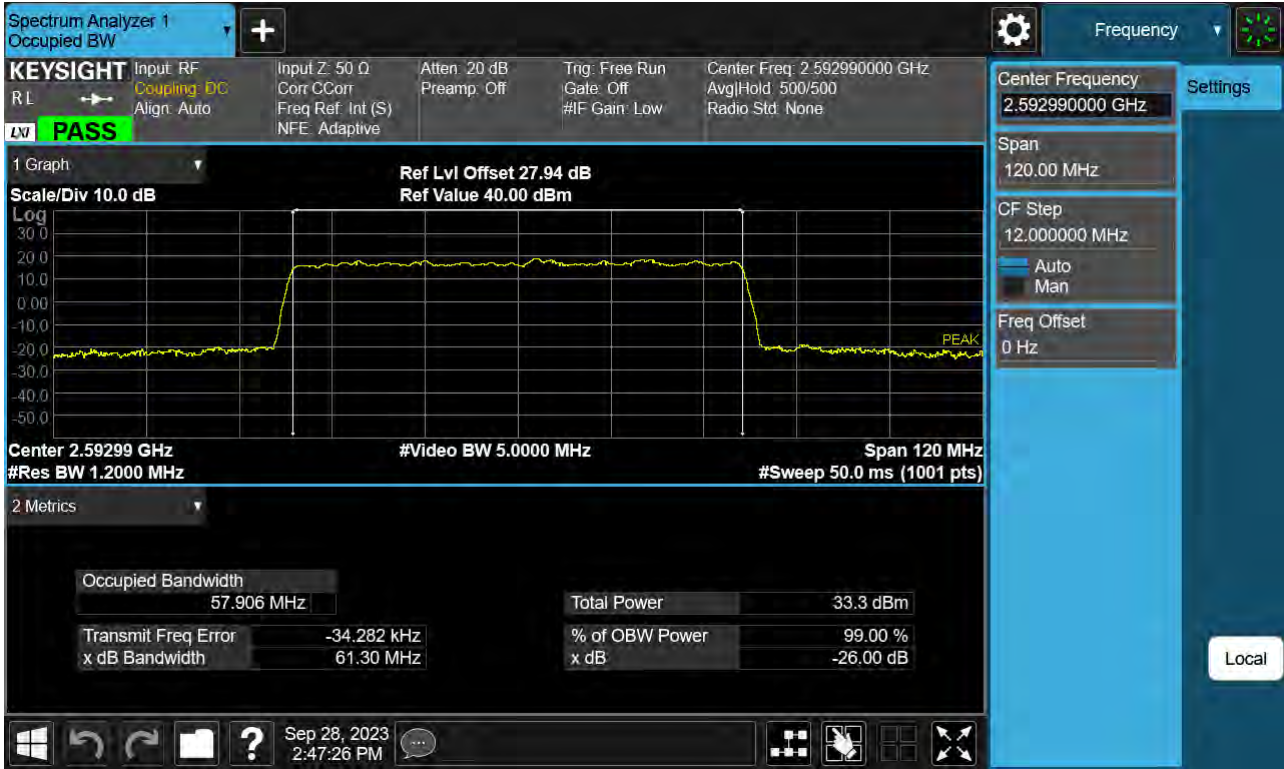 Spectrum Analyzer 1
Occupied BW
Frequency
KEYSIGHT
R L
LXI
PASS
Input: RF
Coupling: DC
Align: Auto
Input Z: 50 Ω
Corr CCorr
Freq Ref: Int (S)
NFE: Adaptive
Atten: 20 dB
Preamp: Off
Trig: Free Run
Gate: Off
#IF Gain: Low
Center Freq: 2.592990000 GHz
Avg|Hold: 500/500
Radio Std: None
1 Graph
Scale/Div 10.0 dB
Ref Lvl Offset 27.94 dB
Ref Value 40.00 dBm
Log
30.0
20.0
10.0
0.00
-10.0
-20.0
-30.0
-40.0
-50.0
PEAK
Center 2.59299 GHz
#Video BW 5.0000 MHz
Span 120 MHz
#Res BW 1.2000 MHz
#Sweep 50.0 ms (1001 pts)
2 Metrics
Occupied Bandwidth
57.906 MHz
Total Power 33.3 dBm
Transmit Freq Error -34.282 kHz
% of OBW Power 99.00 %
x dB Bandwidth 61.30 MHz
x dB -26.00 dB
Center Frequency
2.592990000 GHz
Settings
Span
120.00 MHz
CF Step
12.000000 MHz
Auto
Man
Freq Offset
0 Hz
Local
?
Sep 28, 2023
2:47:26 PM